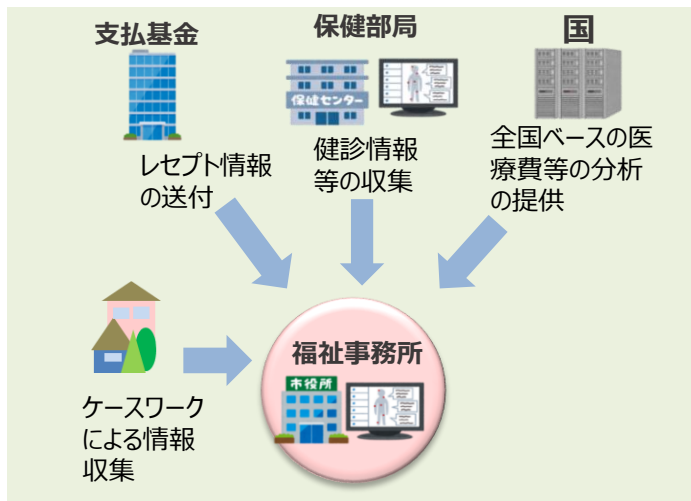 支払基金
保健部局
国
保健センター
レセプト情報
の送付
健診情報
等の収集
全国ベースの医
療費等の分析
の提供
福祉事務所
市役所
ケースワーク
による情報
収集